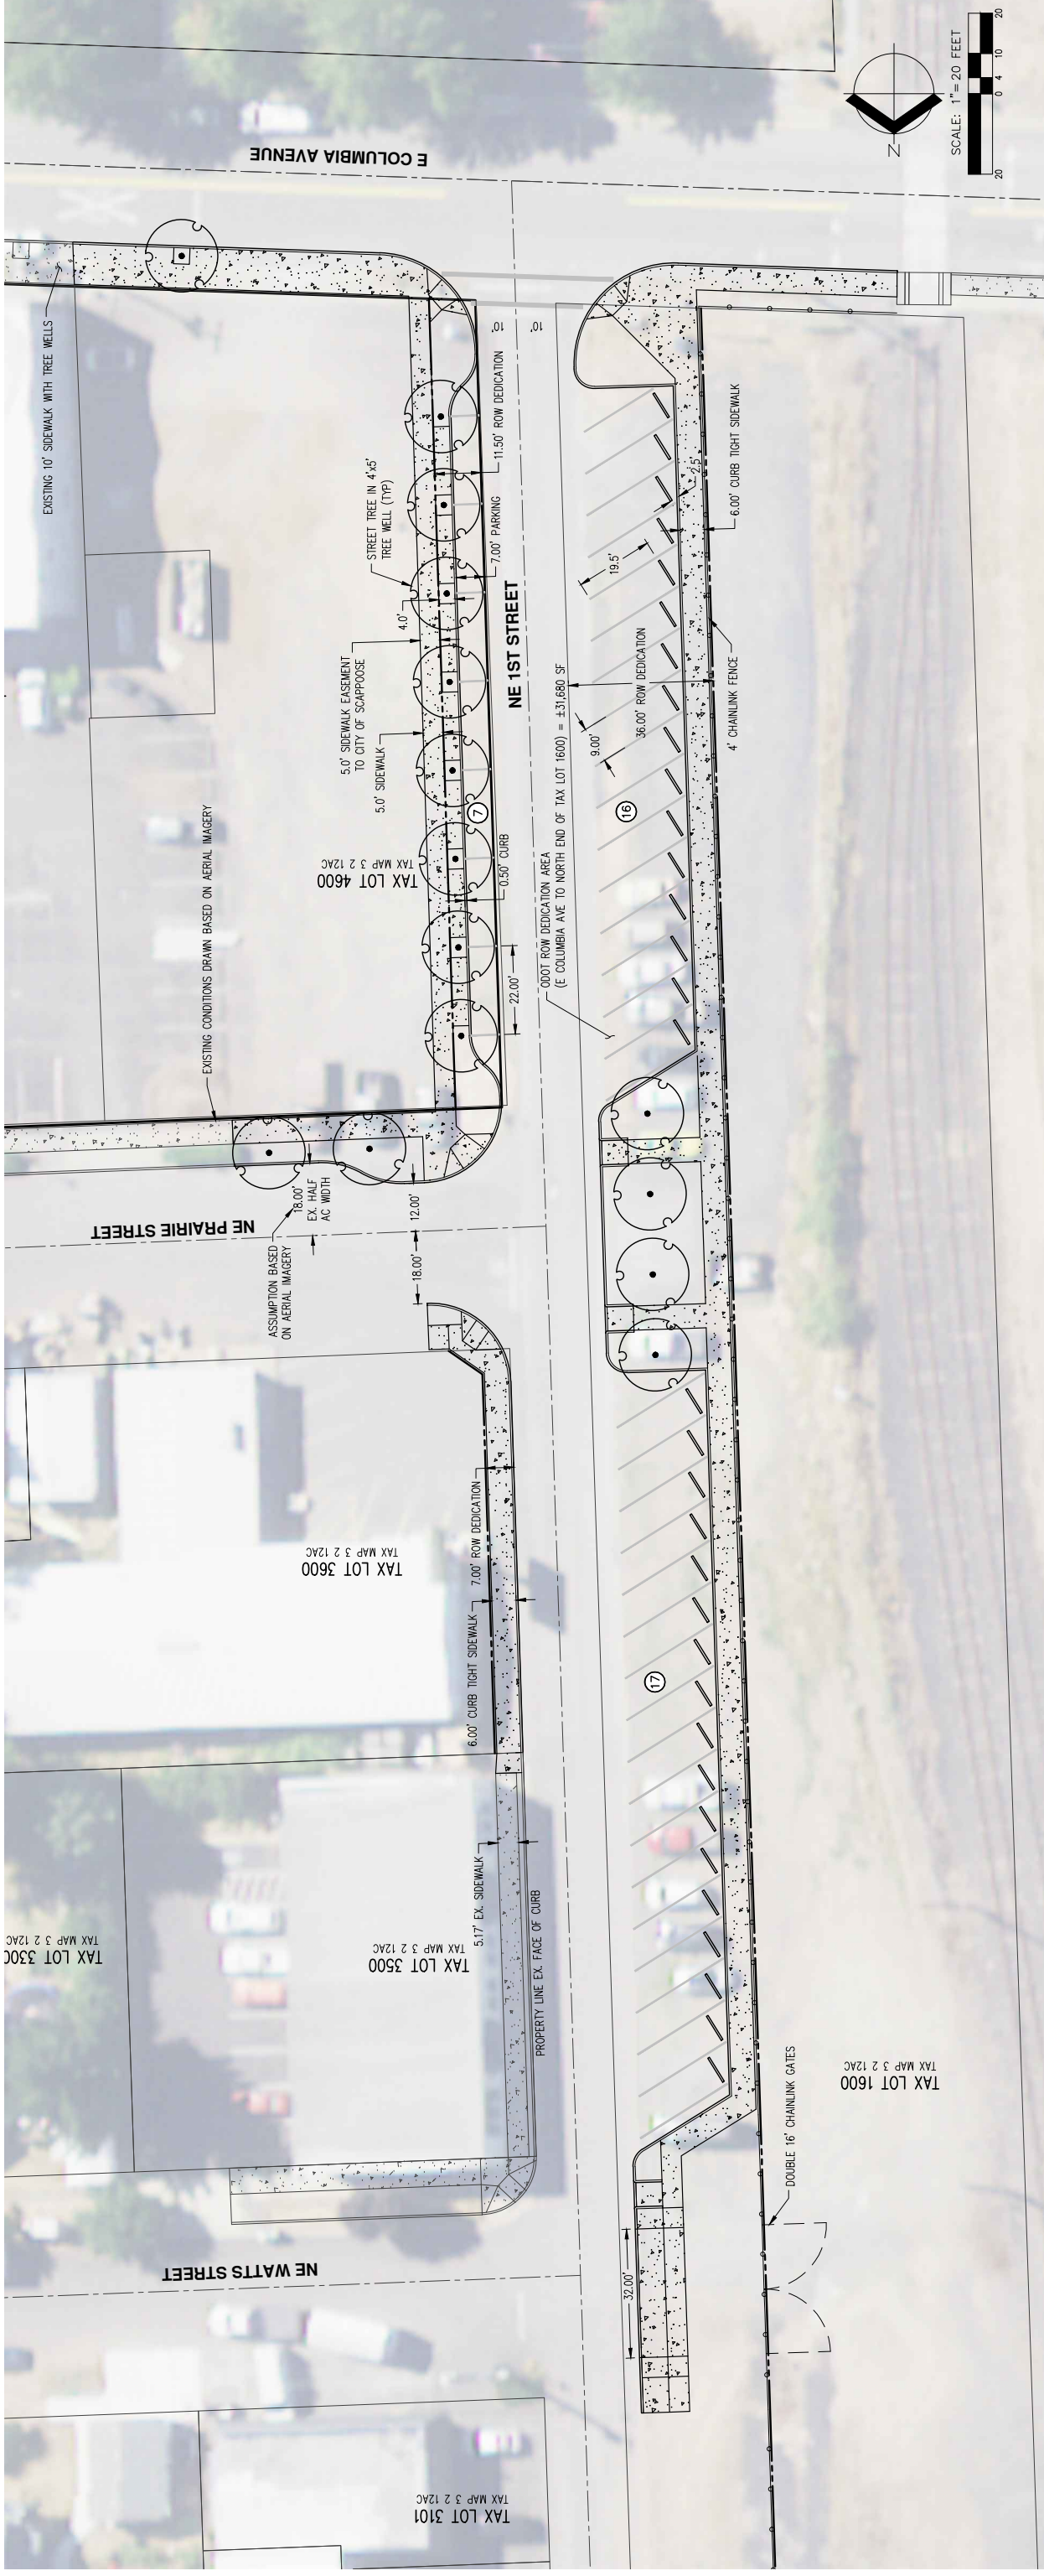 E COLUMBIA AVENUE
N
SCALE: 1"= 20 FEET
20 10 4 0 20
EXISTING 10' SIDEWALK WITH TREE WELLS
10'
10'
11.50' ROW DEDICATION
STREET TREE IN 4'x5'
TREE WELL (TYP)
7.00' PARKING
4.0'
5.0' SIDEWALK EASEMENT
TO CITY OF SCAPPOOSE
5.0' SIDEWALK
NE 1ST STREET
2.5'
6.00' CURB TIGHT SIDEWALK
19.5'
36.00' ROW DEDICATION
9.00'
4' CHAINLINK FENCE
7
16
0.50' CURB
TAX LOT 4600
TAX MAP 3 2 12AC
EXISTING CONDITIONS DRAWN BASED ON AERIAL IMAGERY
ODOT ROW DEDICATION AREA
(E COLUMBIA AVE TO NORTH END OF TAX LOT 1600) = ±31,680 SF
22.00'
NE PRAIRIE STREET
18.00'
EX. HALF
AC WIDTH
12.00'
18.00'
ASSUMPTION BASED
ON AERIAL IMAGERY
TAX LOT 3600
TAX MAP 3 2 12AC
7.00' ROW DEDICATION
6.00' CURB TIGHT SIDEWALK
17
5.17' EX. SIDEWALK
PROPERTY LINE EX. FACE OF CURB
TAX LOT 3300
TAX MAP 3 2 12AC
TAX LOT 3500
TAX MAP 3 2 12AC
TAX LOT 1600
TAX MAP 3 2 12AC
DOUBLE 16' CHAINLINK GATES
NE WATTS STREET
32.00'
TAX LOT 3101
TAX MAP 3 2 12AC